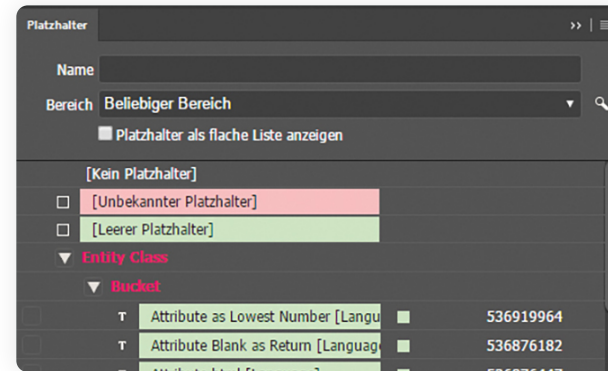 Platzhalter
Name
Bereich Beliebiger Bereich
Platzhalter als flache Liste anzeigen
[Kein Platzhalter]
[Unbekannter Platzhalter]
[Leerer Platzhalter]
Entity Class
Bucket
T Attribute as Lowest Number [Langu 536919964
T Attribute Blank as Return [Language 536876182